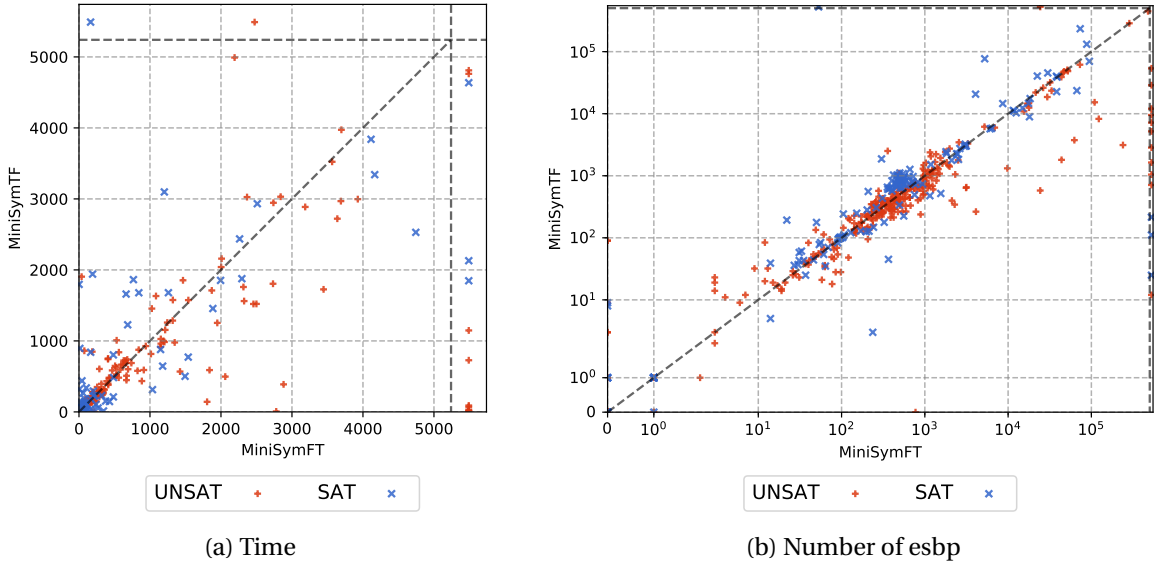 5000
4000
3000
2000
1000
0
MiniSymTF
0 1000 2000 3000 4000 5000
MiniSymFT
UNSAT SAT
(a) Time
10^5
10^4
10^3
10^2
10^1
10^0
0
MiniSymTF
0 10^0 10^1 10^2 10^3 10^4 10^5
MiniSymFT
UNSAT SAT
(b) Number of esbp